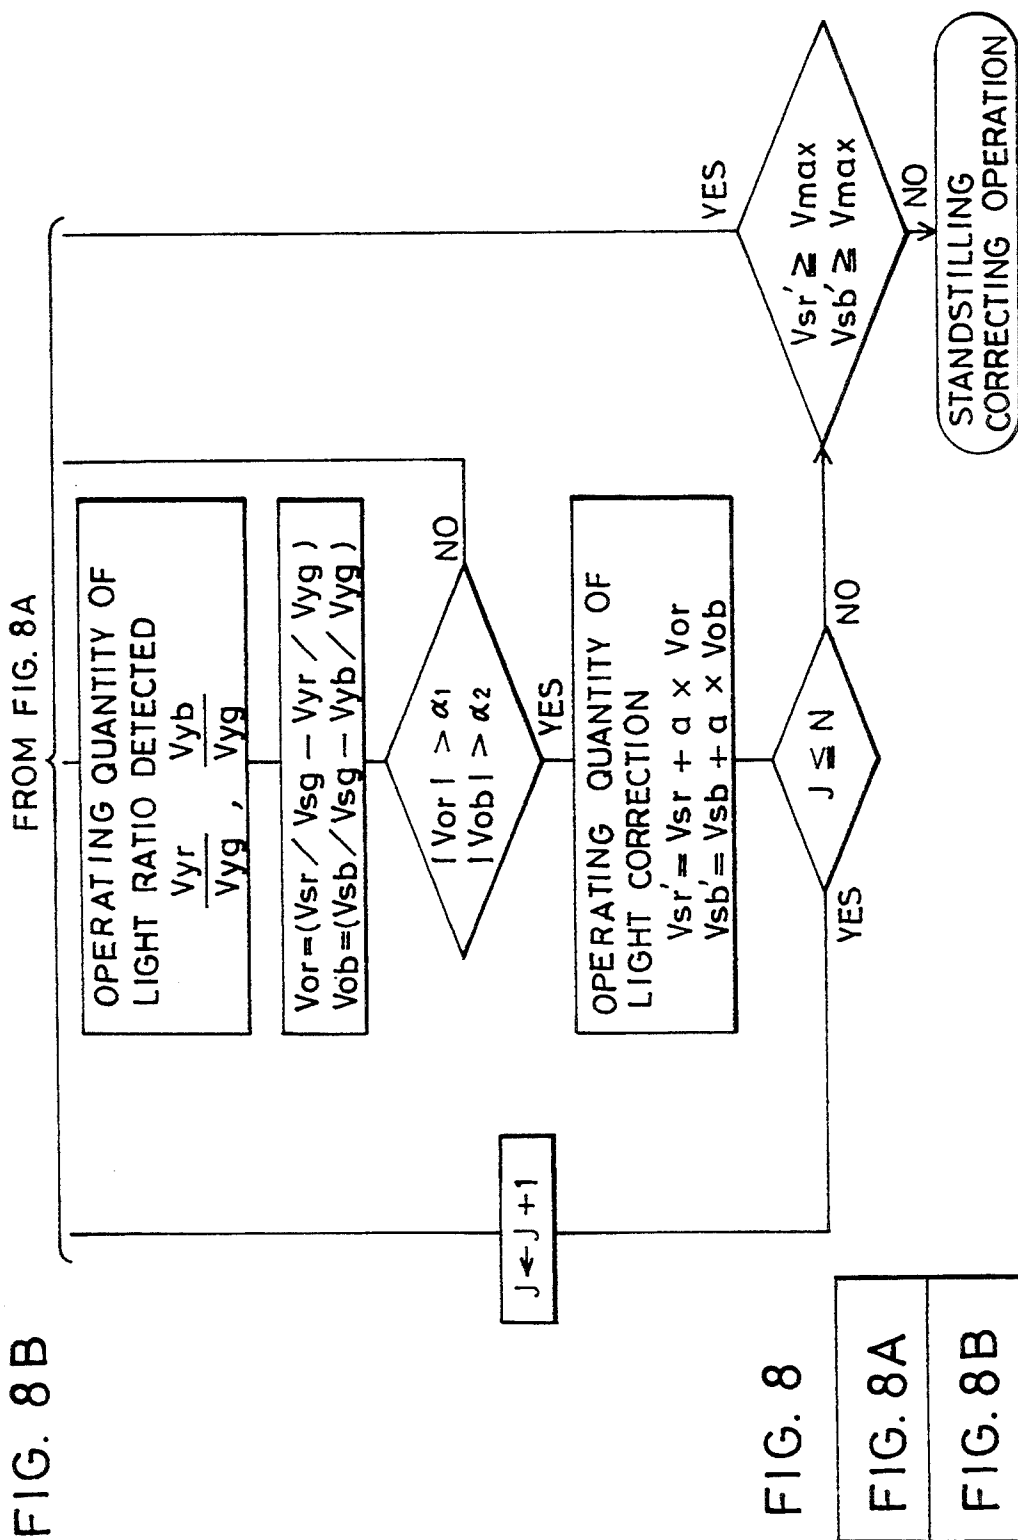 FIG. 8B
FROM FIG. 8A
OPERATING QUANTITY OF
LIGHT RATIO DETECTED
Vyr/Vyg , Vyb/Vyg
Vor=(Vsr/Vsg−Vyr/Vyg)
Vob=(Vsb/Vsg−Vyb/Vyg)
|Vor|>α1
|Vob|>α2
NO
YES
OPERATING QUANTITY OF
LIGHT CORRECTION
Vsr'=Vsr+a×Vor
Vsb'=Vsb+a×Vob
J≦N
YES
NO
J←J+1
Vsr'≧Vmax
Vsb'≧Vmax
YES
NO
STANDSTILLING
CORRECTING OPERATION
FIG. 8
FIG. 8A
FIG. 8B